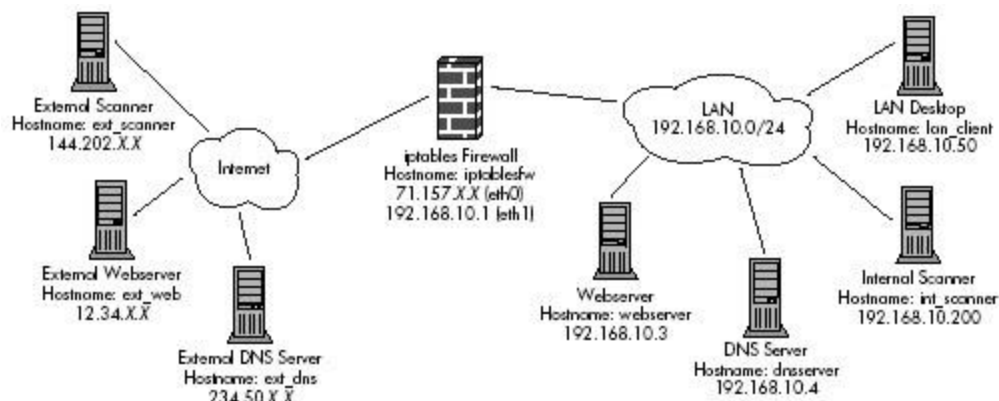 External Scanner
Hostname: ext_scanner
144.202.X.X
Internet
External Webserver
Hostname: ext_web
12.34.X.X
External DNS Server
Hostname: ext_dns
234.50.X.X
iptables Firewall
Hostname: iptablesfw
71.157.X.X (eth0)
192.168.10.1 (eth1)
LAN
192.168.10.0/24
LAN Desktop
Hostname: lan_client
192.168.10.50
Webserver
Hostname: webserver
192.168.10.3
DNS Server
Hostname: dnsserver
192.168.10.4
Internal Scanner
Hostname: int_scanner
192.168.10.200